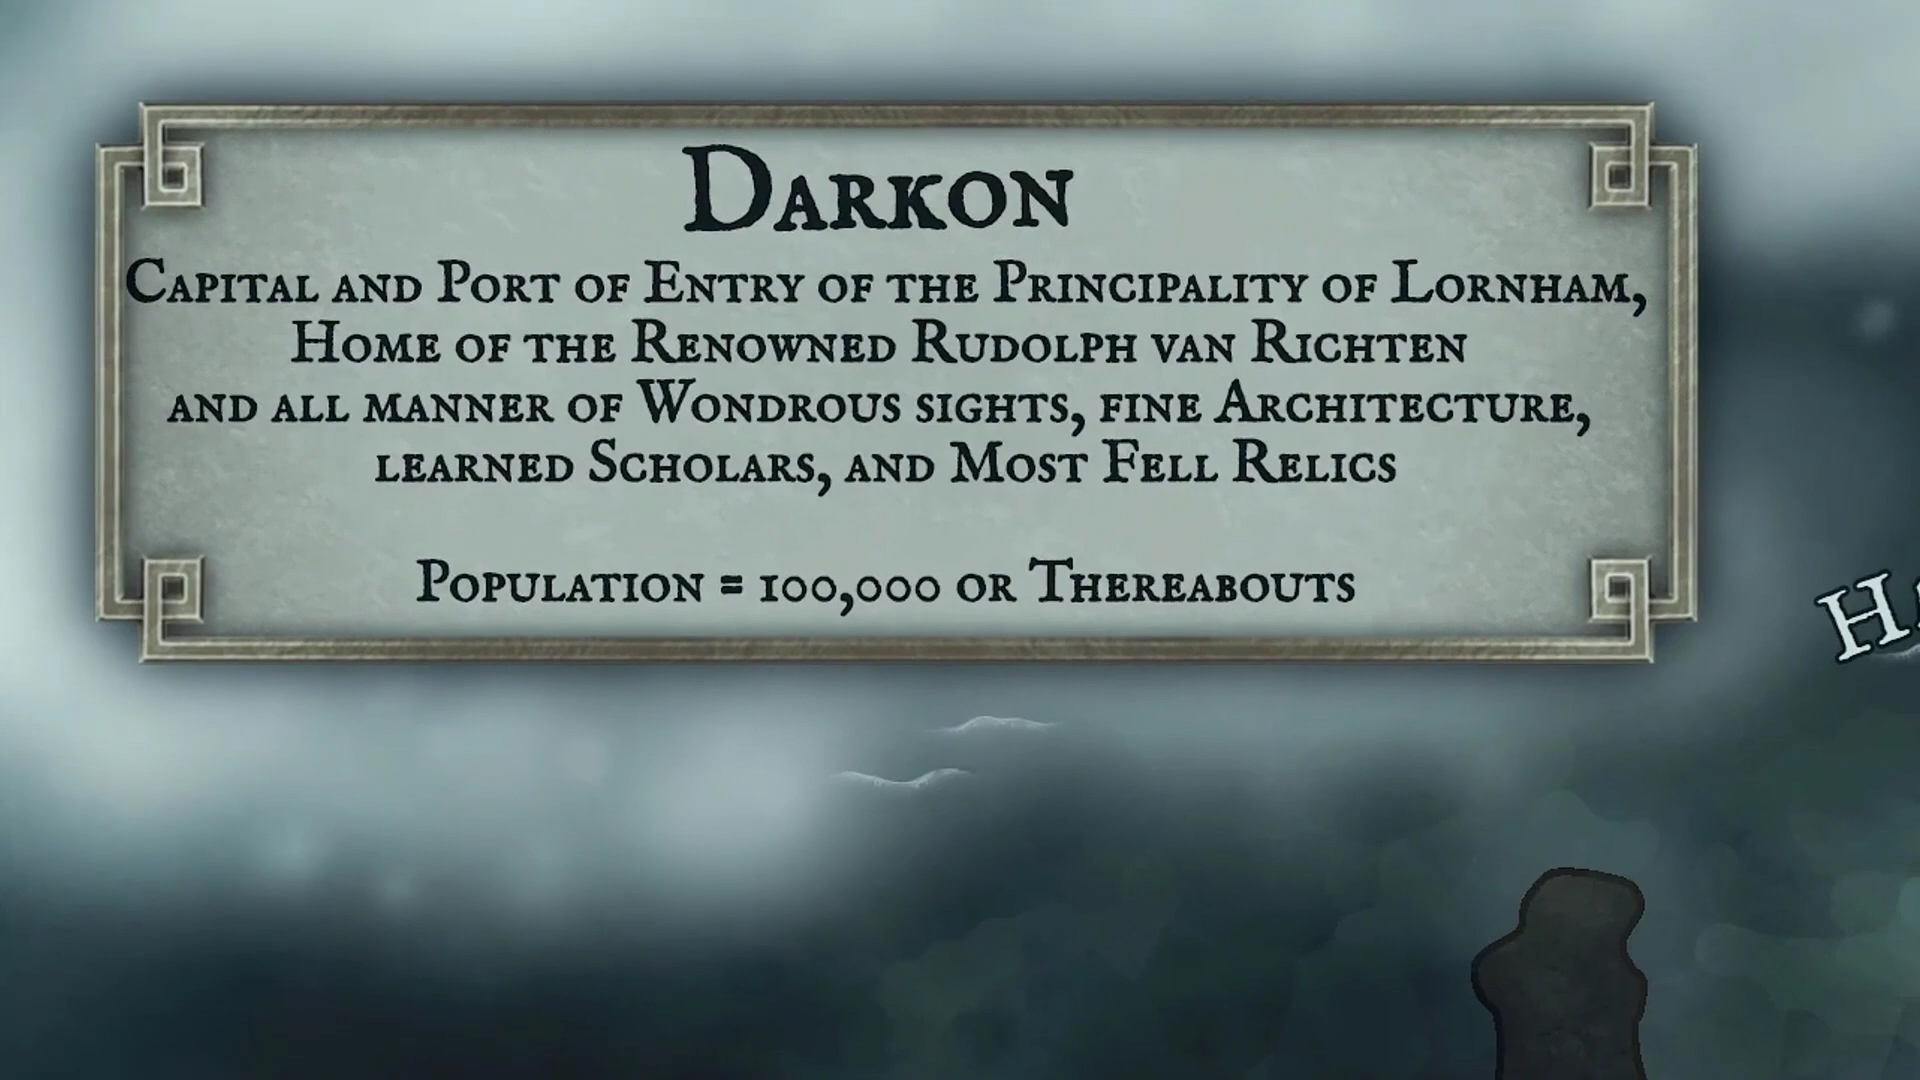 Darkon
Capital and Port of Entry of the Principality of Lornham,
Home of the Renowned Rudolph van Richten
and all manner of Wondrous sights, fine Architecture,
learned Scholars, and Most Fell Relics
Population = 100,000 or Thereabouts